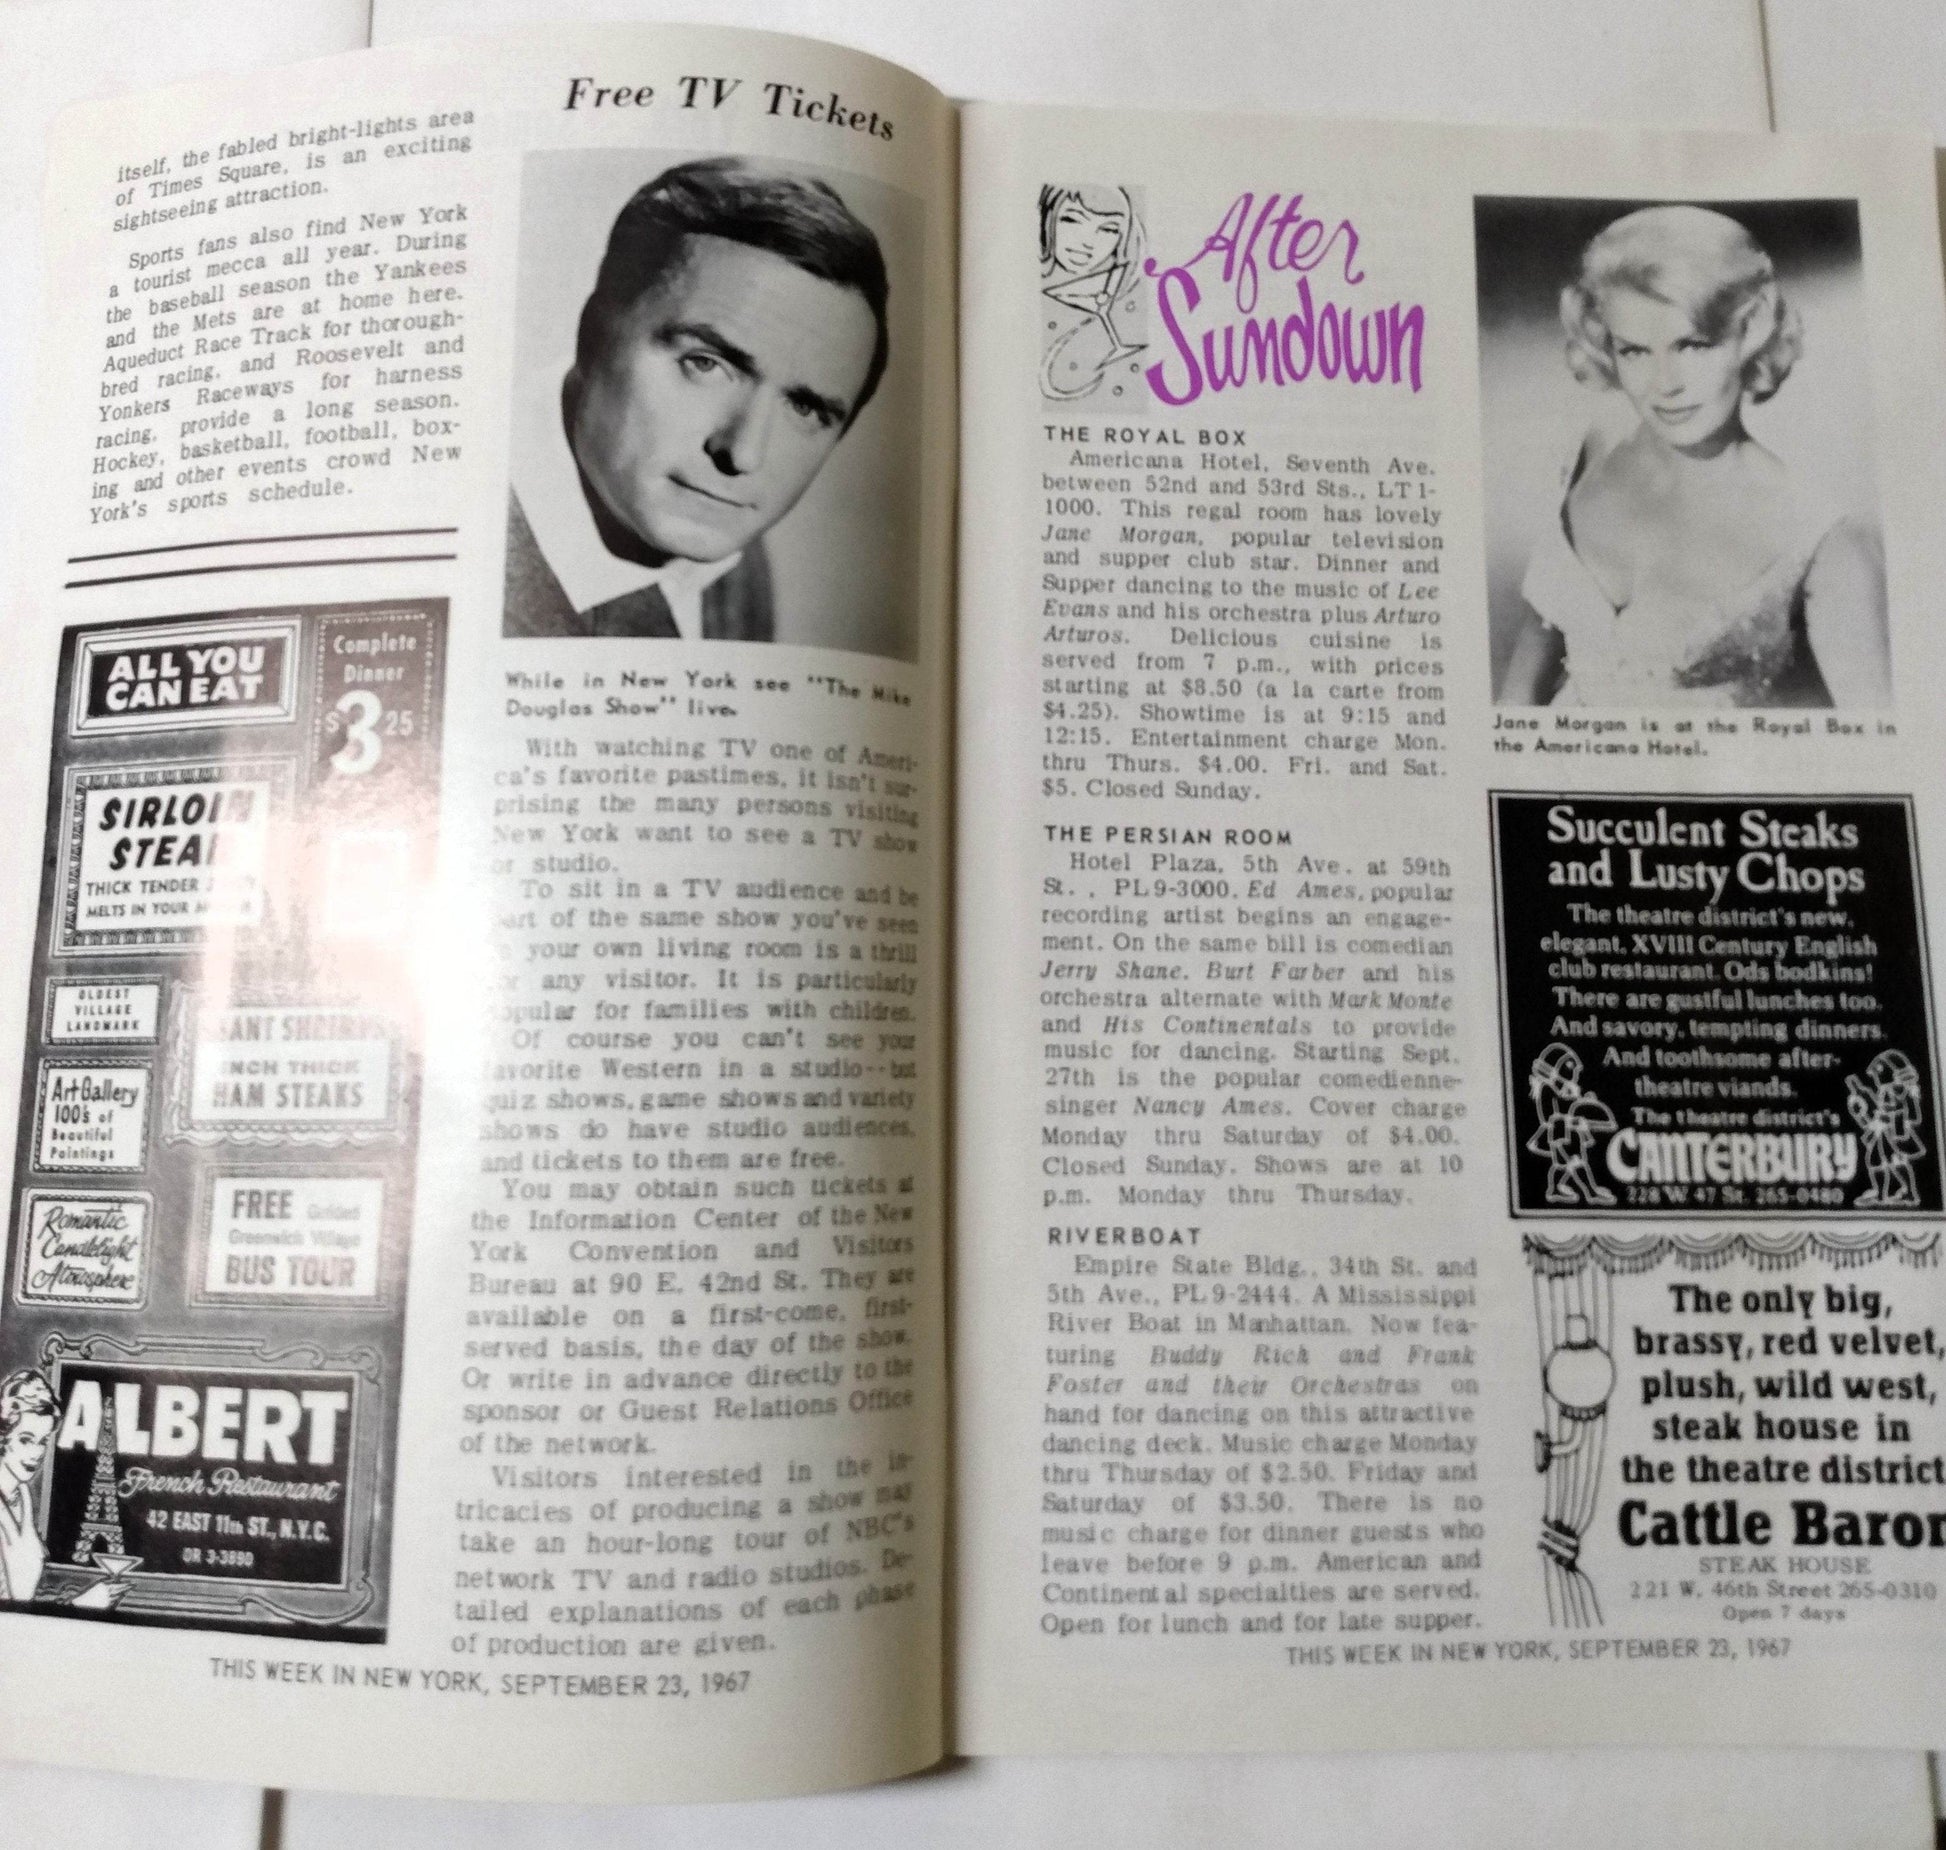 itself, the fabled bright-lights area
of Times Square, is an exciting
sightseeing attraction.
Sports fans also find New York
a tourist mecca all year. During
the baseball season the Yankees
and the Mets are at home here.
Aqueduct Race Track for thorough-
bred racing, and Roosevelt and
Yonkers Raceways for harness
racing, provide a long season.
Hockey, basketball, football, box-
ing and other events crowd New
York's sports schedule.
ALL YOU
CAN EAT
Complete
Dinner
$3.25
SIRLOIN
STEAK
THICK TENDER
MELTS IN YOUR
OLDEST
VILLAGE
LANDMARK
INCH THICK
HAM STEAKS
Art Gallery
100's of
Beautiful
Paintings
Romantic
Candlelight
Atmosphere
FREE Guided
Greenwich Village
BUS TOUR
ALBERT
French Restaurant
42 EAST 11th ST., N.Y.C.
OR 3-3890
Free TV Tickets
While in New York see "The Mike
Douglas Show" live.
With watching TV one of Ameri-
ca's favorite pastimes, it isn't sur-
prising the many persons visiting
New York want to see a TV show
or studio.
To sit in a TV audience and be
part of the same show you've seen
your own living room is a thrill
for any visitor. It is particularly
popular for families with children.
Of course you can't see your
favorite Western in a studio--but
quiz shows, game shows and variety
shows do have studio audiences,
and tickets to them are free.
You may obtain such tickets at
the Information Center of the New
York Convention and Visitors
Bureau at 90 E. 42nd St. They are
available on a first-come, first-
served basis, the day of the show.
Or write in advance directly to the
sponsor or Guest Relations Office
of the network.
Visitors interested in the in-
tricacies of producing a show may
take an hour-long tour of NBC's
network TV and radio studios. De-
tailed explanations of each phase
of production are given.
THIS WEEK IN NEW YORK, SEPTEMBER 23, 1967
After
Sundown
THE ROYAL BOX
Americana Hotel, Seventh Ave.
between 52nd and 53rd Sts., LT 1-
1000. This regal room has lovely
Jane Morgan, popular television
and supper club star. Dinner and
Supper dancing to the music of Lee
Evans and his orchestra plus Arturo
Arturos. Delicious cuisine is
served from 7 p.m., with prices
starting at $8.50 (a la carte from
$4.25). Showtime is at 9:15 and
12:15. Entertainment charge Mon.
thru Thurs. $4.00. Fri. and Sat.
$5. Closed Sunday.
THE PERSIAN ROOM
Hotel Plaza, 5th Ave. at 59th
St. . PL 9-3000. Ed Ames, popular
recording artist begins an engage-
ment. On the same bill is comedian
Jerry Shane. Burt Farber and his
orchestra alternate with Mark Monte
and His Continentals to provide
music for dancing. Starting Sept.
27th is the popular comedienne-
singer Nancy Ames. Cover charge
Monday thru Saturday of $4.00.
Closed Sunday. Shows are at 10
p.m. Monday thru Thursday.
RIVERBOAT
Empire State Bldg., 34th St. and
5th Ave., PL 9-2444. A Mississippi
River Boat in Manhattan. Now fea-
turing Buddy Rich and Frank
Foster and their Orchestras on
hand for dancing on this attractive
dancing deck. Music charge Monday
thru Thursday of $2.50. Friday and
Saturday of $3.50. There is no
music charge for dinner guests who
leave before 9 p.m. American and
Continental specialties are served.
Open for lunch and for late supper.
Jane Morgan is at the Royal Box in
the Americana Hotel.
Succulent Steaks
and Lusty Chops
The theatre district's new,
elegant, XVIII Century English
club restaurant. Ods bodkins!
There are gustful lunches too.
And savory, tempting dinners.
And toothsome after-
theatre viands.
The theatre district's
CANTERBURY
228 W. 47 St. 265-0480
The only big,
brassy, red velvet,
plush, wild west,
steak house in
the theatre district
Cattle Baron
STEAK HOUSE
221 W. 46th Street 265-0310
Open 7 days
THIS WEEK IN NEW YORK, SEPTEMBER 23, 1967